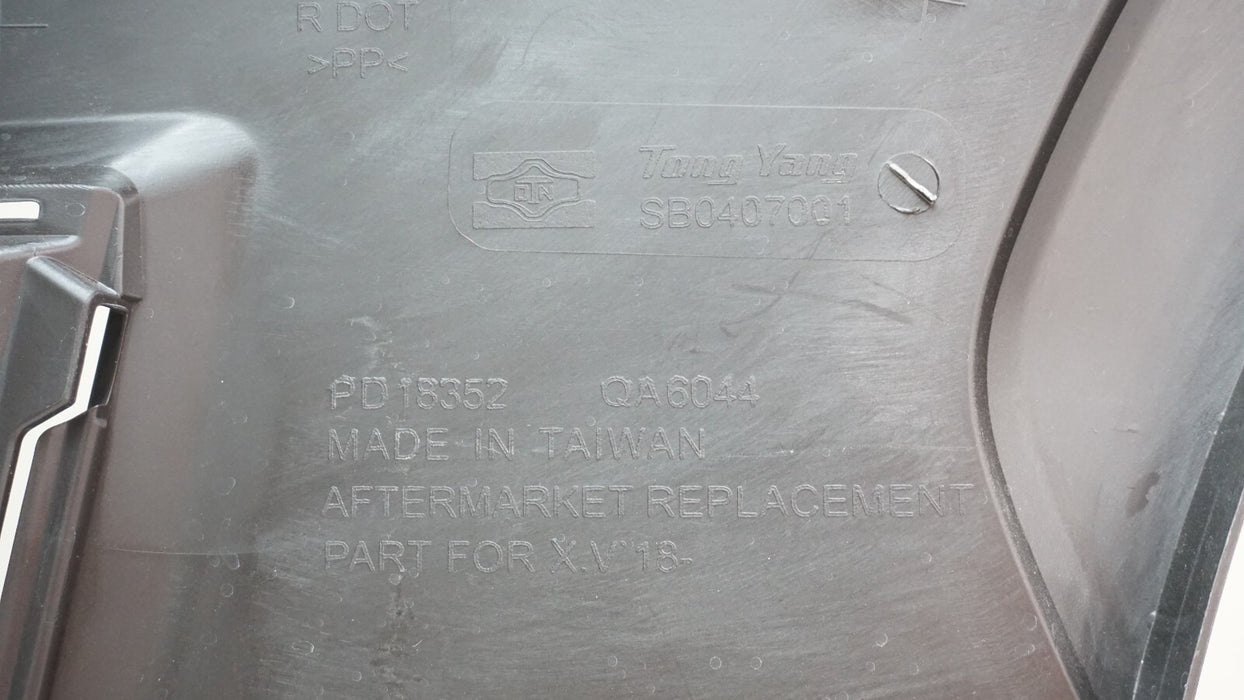 R DOT
>PP<
Tong Yang
SB0407001
PD18352 QA6044
MADE IN TAIWAN
AFTERMARKET REPLACEMENT
PART FOR X.V'18-